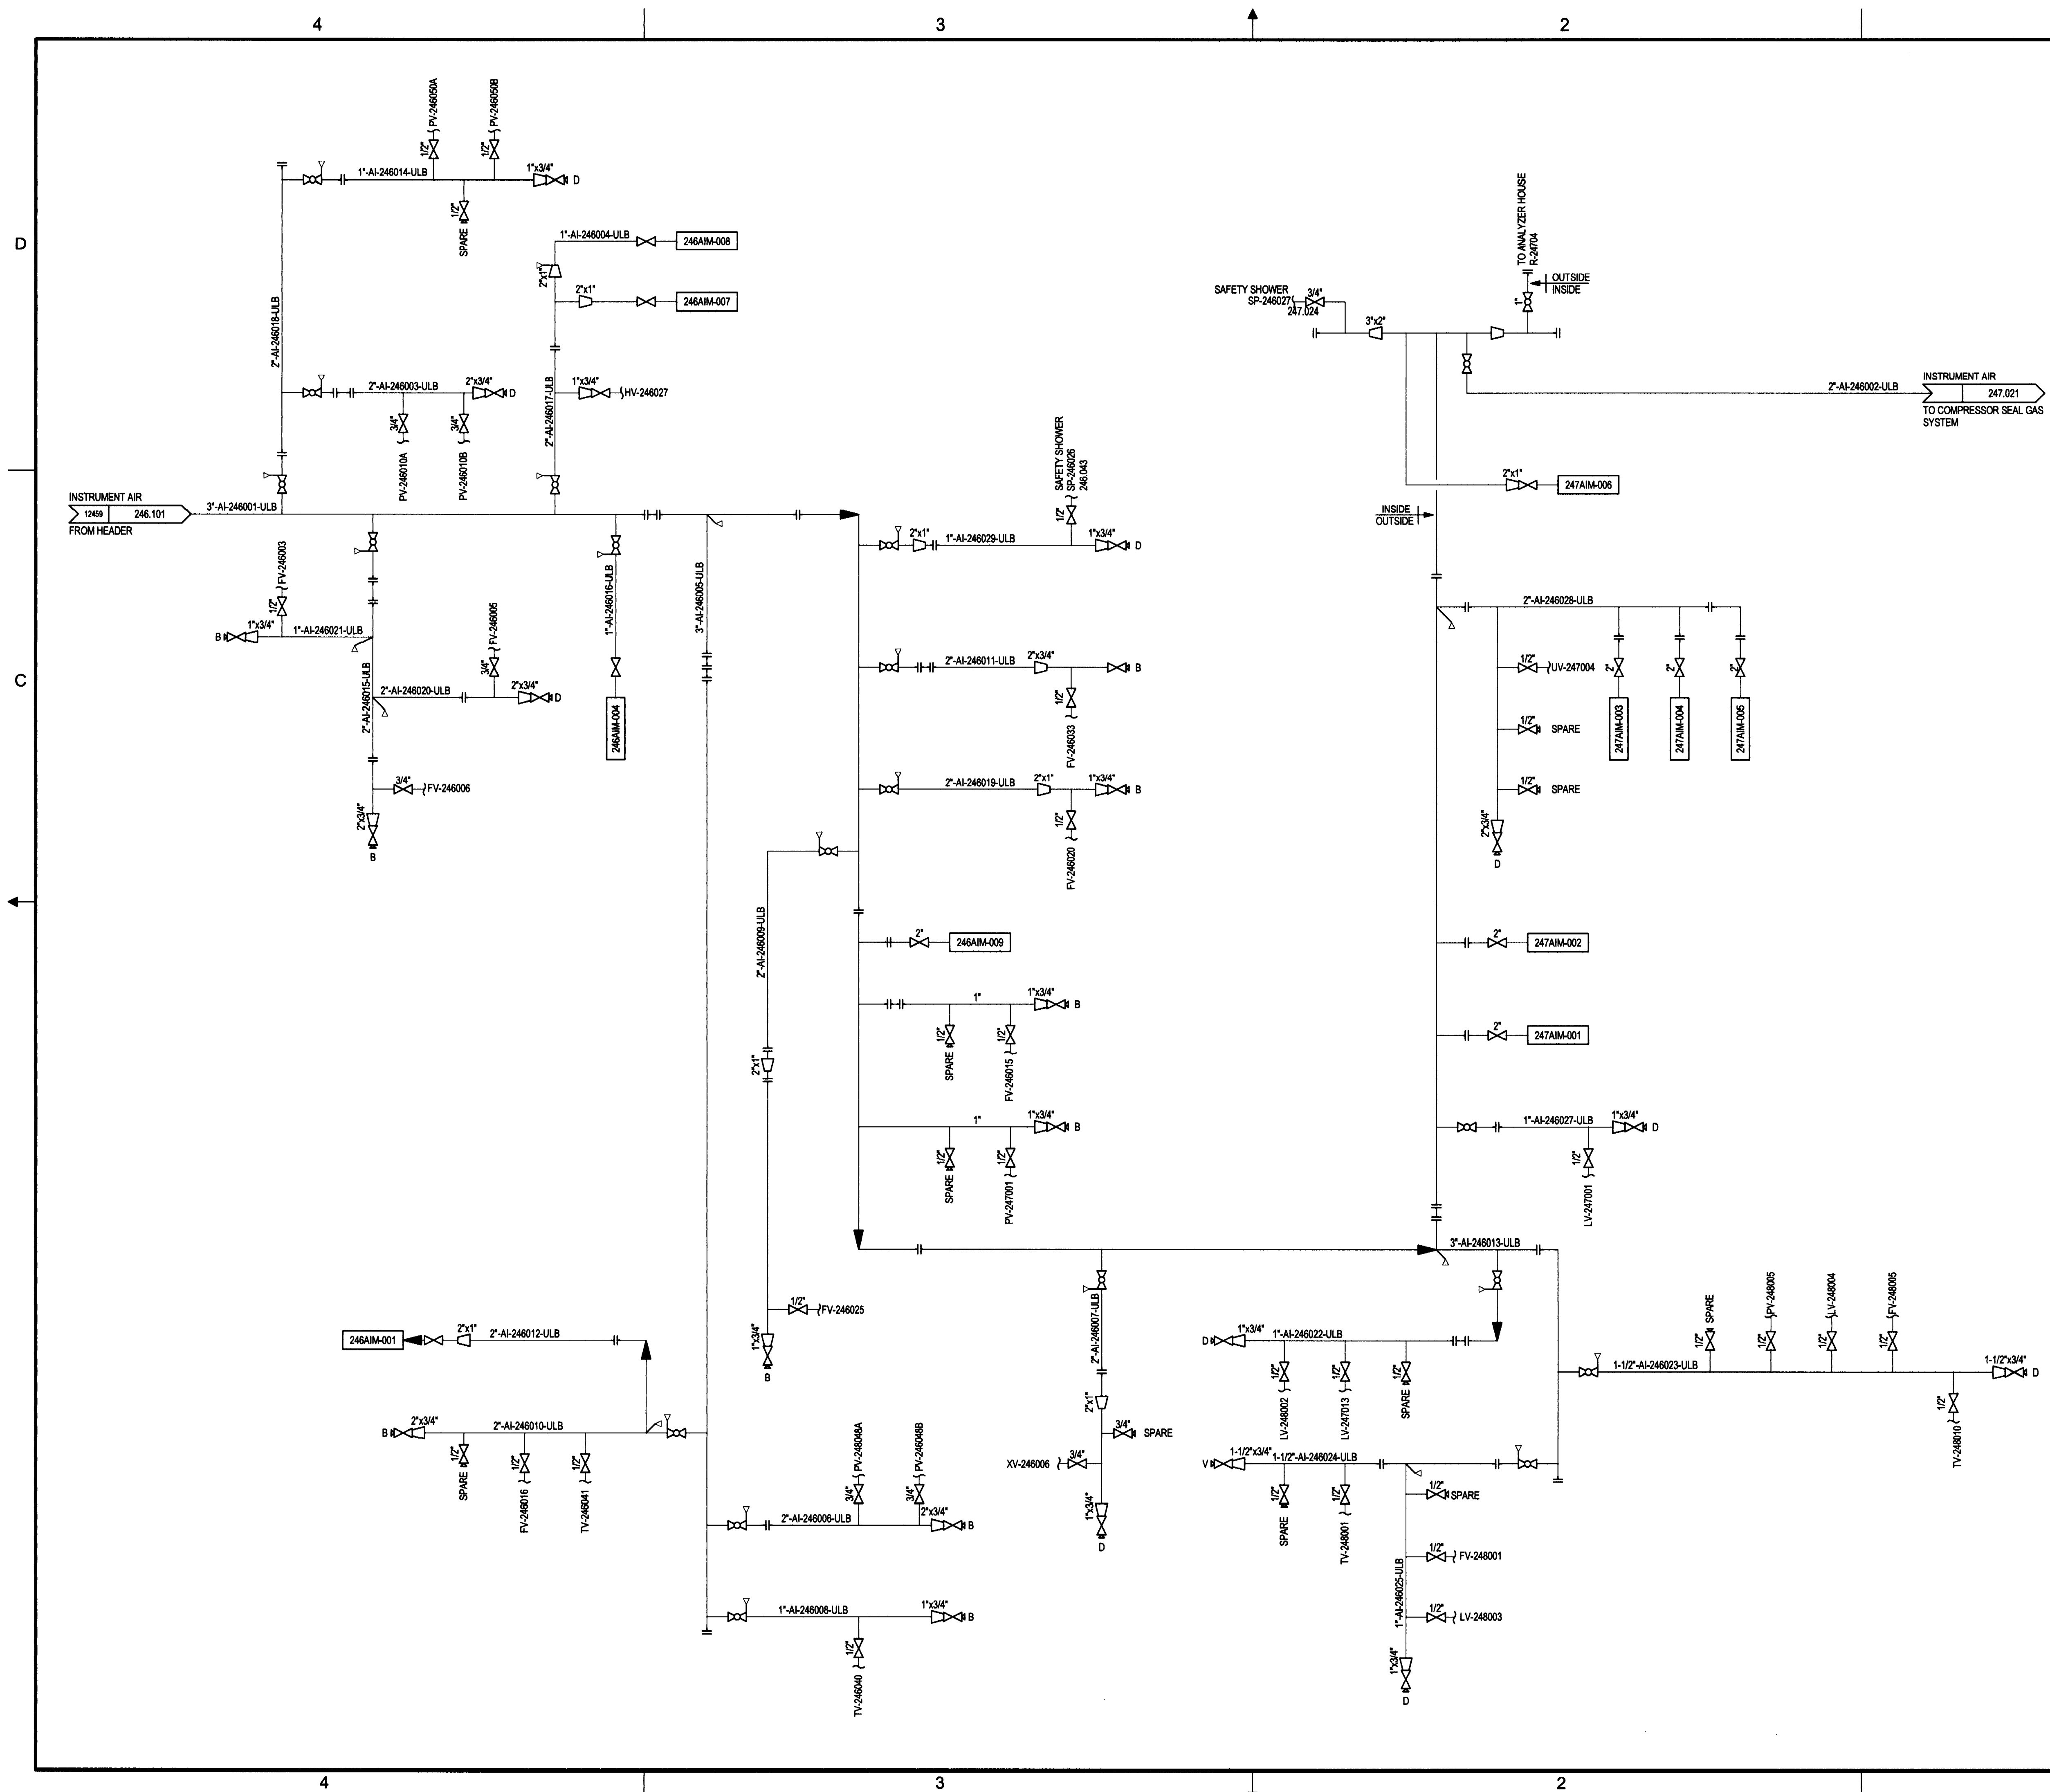 4
3
2
D
C
PV-246050A
1/2"
PV-246050B
1/2"
1"-AI-246014-ULB
1"x3/4"
D
1/2"
SPARE
2"-AI-246018-ULB
1"-AI-246004-ULB
246AIM-008
2"x1"
2"x1"
246AIM-007
2"-AI-246003-ULB
2"x3/4"
D
3/4"
PV-246010A
3/4"
PV-246010B
2"-AI-246017-ULB
1"x3/4"
HV-246027
INSTRUMENT AIR
12459
246.101
FROM HEADER
3"-AI-246001-ULB
FV-246003
1/2"
B
1"x3/4"
1"-AI-246021-ULB
2"-AI-246015-ULB
FV-246005
3/4"
2"-AI-246020-ULB
2"x3/4"
D
3/4"
FV-246006
2"x3/4"
B
1"-AI-246016-ULB
246AIM-004
3"-AI-246005-ULB
SAFETY SHOWER
SP-246026
246.043
1/2"
2"x1"
1"-AI-246029-ULB
1"x3/4"
D
2"-AI-246011-ULB
2"x3/4"
B
1/2"
FV-246033
2"-AI-246019-ULB
2"x1"
1"x3/4"
B
1/2"
FV-246020
2"-AI-246009-ULB
2"
246AIM-009
1"
1"x3/4"
B
1/2"
SPARE
1/2"
FV-246015
2"x1"
1"
1"x3/4"
B
1/2"
SPARE
1/2"
PV-247001
1/2"
FV-246025
1"x3/4"
B
246AIM-001
2"x1"
2"-AI-246012-ULB
B
2"x3/4"
2"-AI-246010-ULB
1/2"
SPARE
1/2"
FV-246016
1/2"
TV-246041
PV-248048A
3/4"
PV-246048B
3/4"
2"-AI-246006-ULB
2"x3/4"
B
1"-AI-246008-ULB
1"x3/4"
B
1/2"
TV-246040
2"-AI-2460007-ULB
2"x1"
3/4"
SPARE
XV-246006
3/4"
1"x3/4"
D
TO ANALYZER HOUSE
R-24704
OUTSIDE
INSIDE
1"
SAFETY SHOWER
SP-246027
247.024
3/4"
3"x2"
2"-AI-246002-ULB
INSTRUMENT AIR
247.021
TO COMPRESSOR SEAL GAS
SYSTEM
2"x1"
247AIM-006
INSIDE
OUTSIDE
2"-AI-246028-ULB
1/2"
UV-247004
1/2"
SPARE
1/2"
SPARE
2"x3/4"
D
2"
247AIM-003
2"
247AIM-004
2"
247AIM-005
2"
247AIM-002
2"
247AIM-001
1"-AI-246027-ULB
1"x3/4"
D
1/2"
LV-247001
3"-AI-246013-ULB
D
1"x3/4"
1"-AI-246022-ULB
1/2"
LV-248002
1/2"
LV-247013
1/2"
SPARE
1-1/2"-AI-246023-ULB
1/2"
SPARE
1/2"
PV-248005
1/2"
LV-248004
1/2"
FV-248005
1-1/2"x3/4"
D
1/2"
TV-248010
V
1-1/2"x3/4"
1-1/2"-AI-246024-ULB
1/2"
SPARE
1/2"
TV-248001
1/2"
SPARE
1/2"
FV-248001
1"-AI-246025-ULB
1/2"
LV-248003
1"x3/4"
D
4
3
2